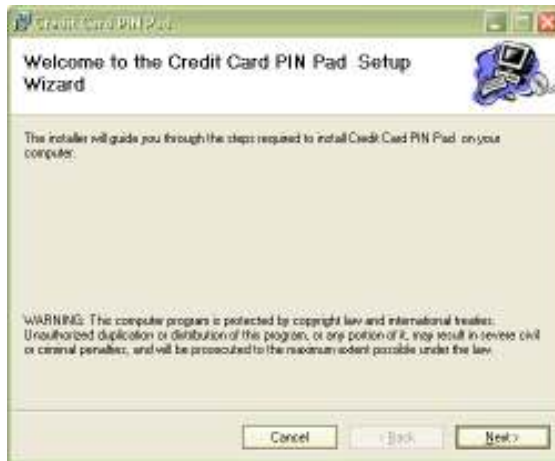 Credit Card PIN Pad
Welcome to the Credit Card PIN Pad Setup
Wizard
The installer will guide you through the steps required to install Credit Card PIN Pad on your
computer.
WARNING: This computer program is protected by copyright law and international treaties.
Unauthorized duplication or distribution of this program, or any portion of it, may result in severe civil
or criminal penalties, and will be prosecuted to the maximum extent possible under the law.
Cancel
< Back
Next >